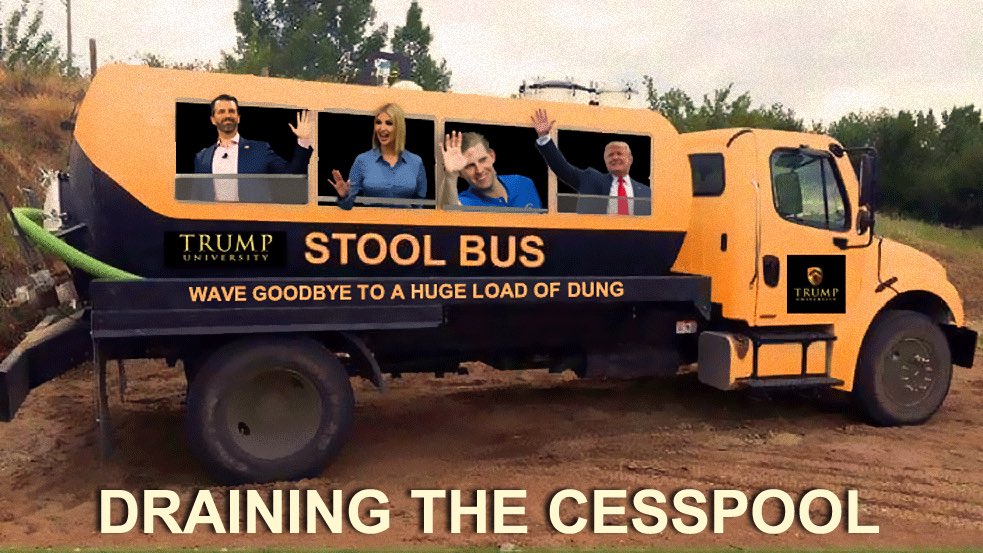 TRUMP
UNIVERSITY
STOOL BUS
WAVE GOODBYE TO A HUGE LOAD OF DUNG
TRUMP
UNIVERSITY
DRAINING THE CESSPOOL